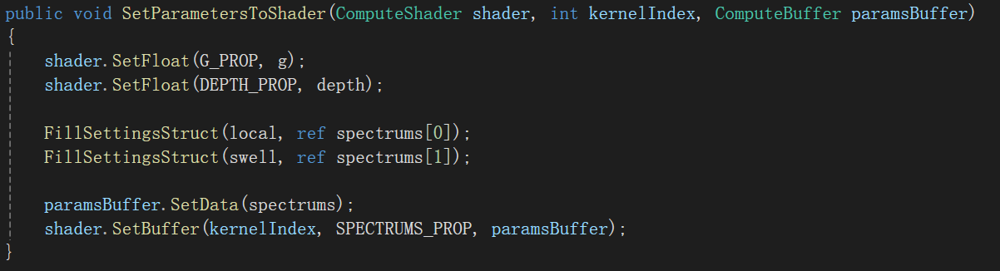 public void SetParametersToShader(ComputeShader shader, int kernelIndex, ComputeBuffer paramsBuffer)
{
shader.SetFloat(G_PROP, g);
shader.SetFloat(DEPTH_PROP, depth);
FillSettingsStruct(local, ref spectrums[0]);
FillSettingsStruct(swell, ref spectrums[1]);
paramsBuffer.SetData(spectrums);
shader.SetBuffer(kernelIndex, SPECTRUMS_PROP, paramsBuffer);
}